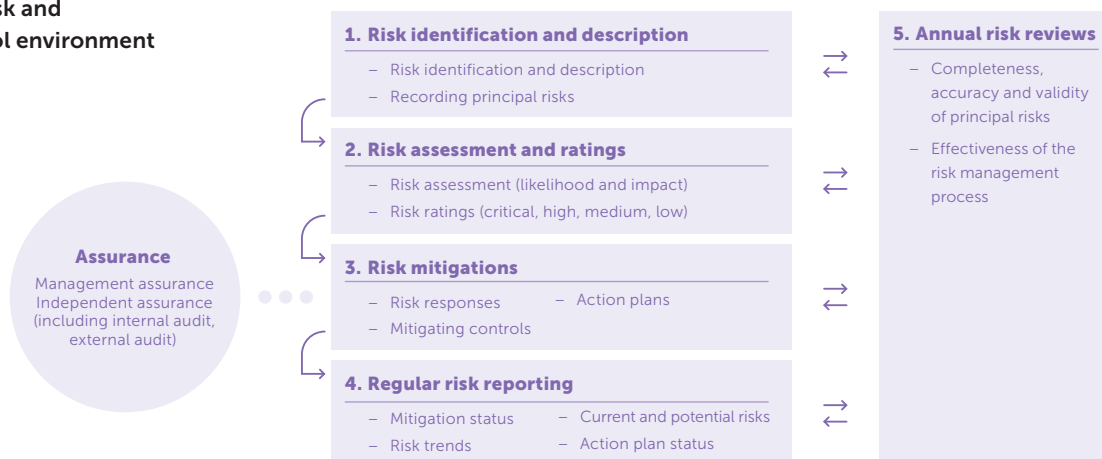 sk and
ol environment
1. Risk identification and description
– Risk identification and description
– Recording principal risks
2. Risk assessment and ratings
– Risk assessment (likelihood and impact)
– Risk ratings (critical, high, medium, low)
Assurance
Management assurance
Independent assurance
(including internal audit,
external audit)
3. Risk mitigations
– Risk responses – Action plans
– Mitigating controls
4. Regular risk reporting
– Mitigation status – Current and potential risks
– Risk trends – Action plan status
5. Annual risk reviews
– Completeness,
accuracy and validity
of principal risks
– Effectiveness of the
risk management
process